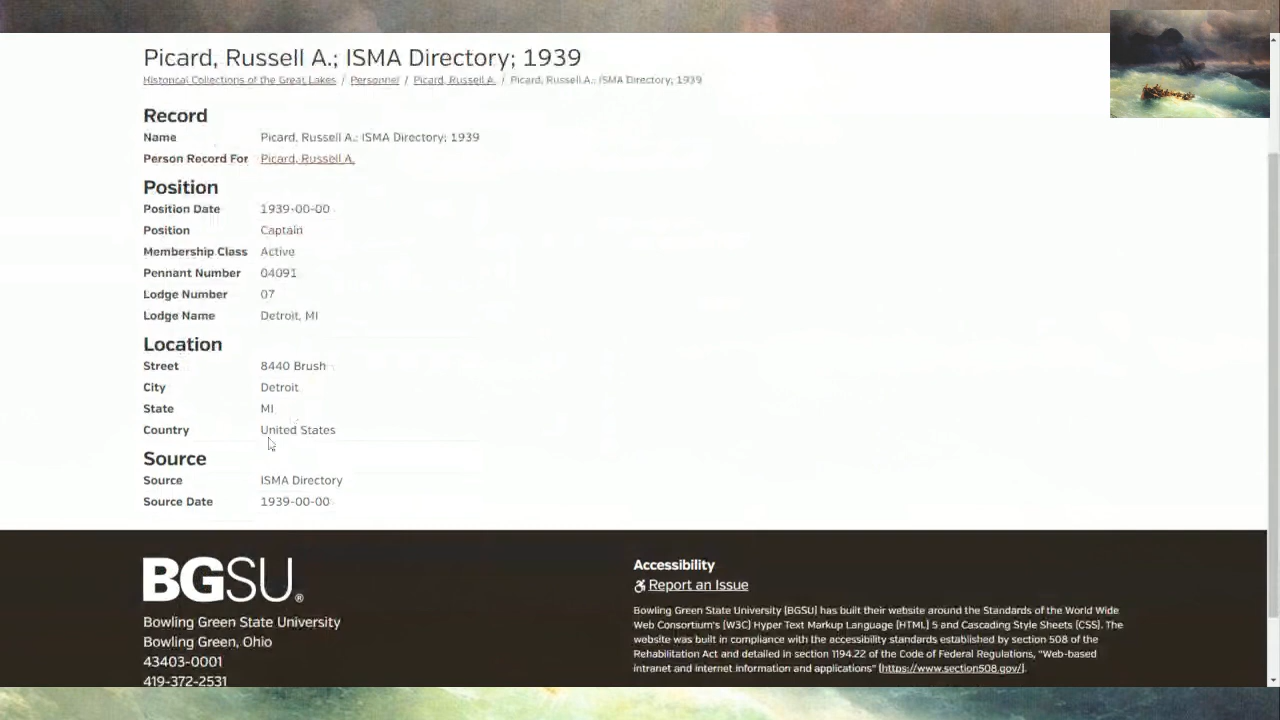 Picard, Russell A.; ISMA Directory; 1939
Historical Collections of the Great Lakes / Personnel / Picard, Russell A. / Picard, Russell A.; ISMA Directory; 1939
Record
Name Picard, Russell A.; ISMA Directory; 1939
Person Record For Picard, Russell A.
Position
Position Date 1939-00-00
Position Captain
Membership Class Active
Pennant Number 04091
Lodge Number 07
Lodge Name Detroit, MI
Location
Street 8440 Brush
City Detroit
State MI
Country United States
Source
Source ISMA Directory
Source Date 1939-00-00
BGSU®
Bowling Green State University
Bowling Green, Ohio
43403-0001
419-372-2531
Accessibility
Report an Issue
Bowling Green State University (BGSU) has built their website around the Standards of the World Wide
Web Consortium's (W3C) Hyper Text Markup Language (HTML) 5 and Cascading Style Sheets (CSS). The
website was built in compliance with the accessibility standards established by section 508 of the
Rehabilitation Act and detailed in section 1194.22 of the Code of Federal Regulations, "Web-based
intranet and internet information and applications" (https://www.section508.gov/).